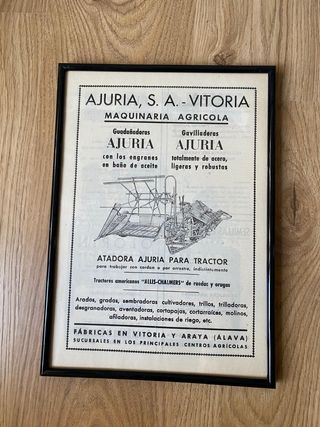 AJURIA, S. A. - VITORIA
MAQUINARIA AGRICOLA
Guadañadoras
AJURIA
con los engranes
en baño de aceite
Gavilladoras
AJURIA
totalmente de acero,
ligeras y robustas
ATADORA AJURIA PARA TRACTOR
para trabajar con cardan o por arrastre, indistintamente
Tractores americanos "ALLIS-CHALMERS" de ruedas y orugas
Arados, gradas, sembradoras cultivadores, trillos, trilladoras,
desgranadoras, aventadoras, cortapajas, cortarraices, molinos,
afiladoras, instalaciones de riego, etc.
FÁBRICAS EN VITORIA Y ARAYA (ÁLAVA)
SUCURSALES EN LOS PRINCIPALES CENTROS AGRÍCOLAS